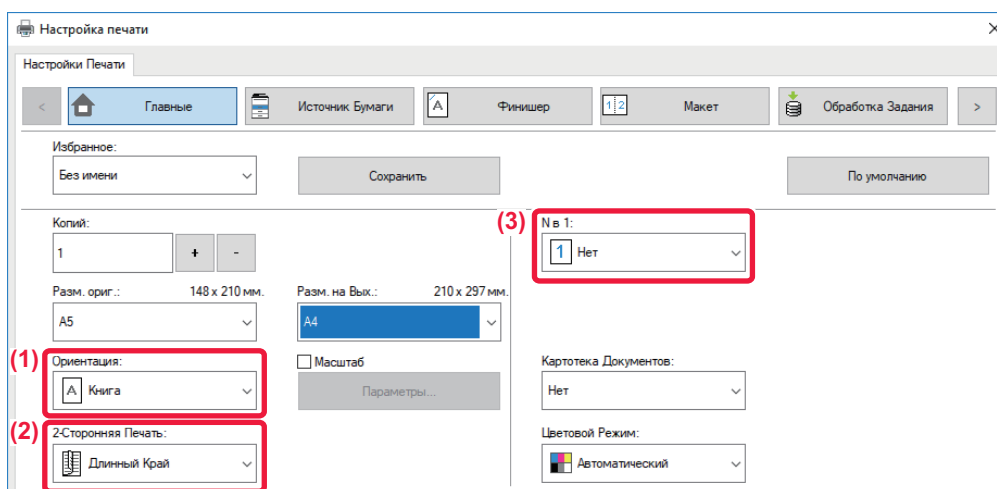 Настройка печати
Настройки Печати
< Главные Источник Бумаги A Финишер 1 2 Макет Обработка Задания >
Избранное:
Без имени Сохранить По умолчанию
Копий: (3) N в 1:
1 + - 1 Нет
Разм. ориг.: 148 x 210 мм. Разм. на Вых.: 210 x 297 мм.
A5 A4
(1) Ориентация: Масштаб Картотека Документов:
A Книга Параметры... Нет
(2) 2-Сторонняя Печать: Цветовой Режим:
Длинный Край Автоматический